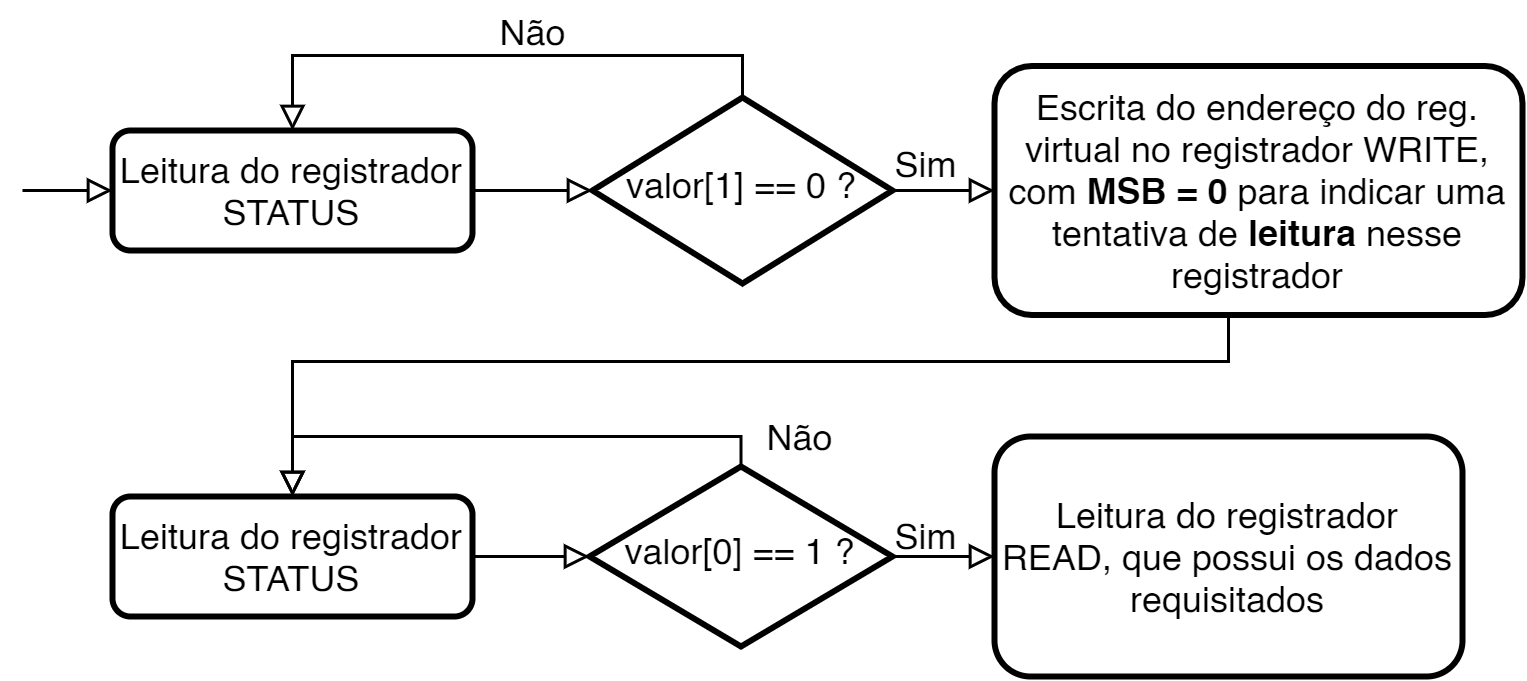 Não
Leitura do registrador
STATUS
valor[1] == 0 ?
Sim
Escrita do endereço do reg.
virtual no registrador WRITE,
com MSB = 0 para indicar uma
tentativa de leitura nesse
registrador
Não
Leitura do registrador
STATUS
valor[0] == 1 ?
Sim
Leitura do registrador
READ, que possui os dados
requisitados